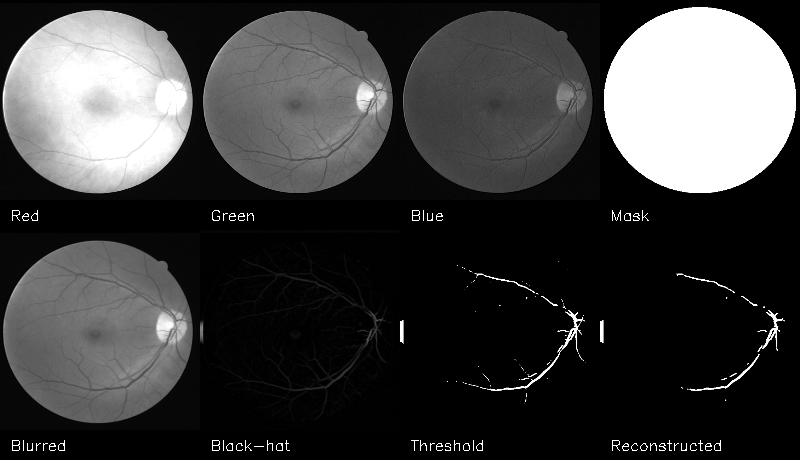 Red
Green
Blue
Mask
Blurred
Black-hat
Threshold
Reconstructed